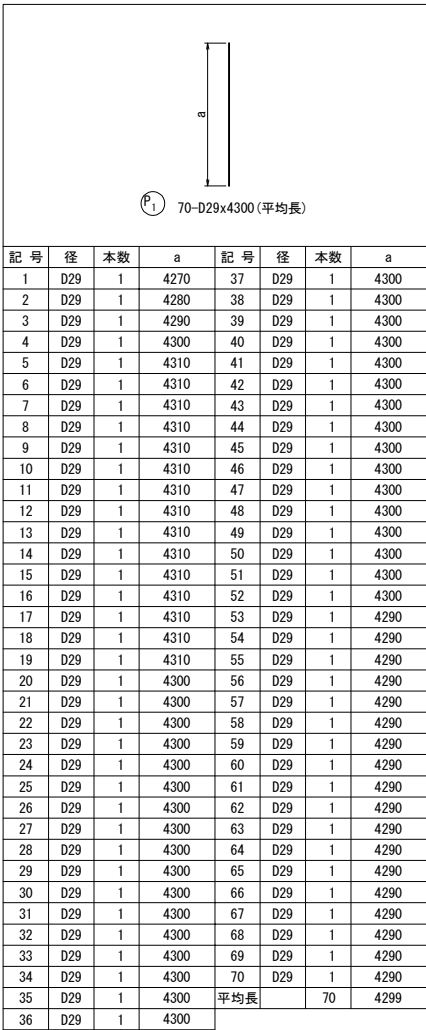 a
P1 70-D29x4300(平均長)
記 号 径 本数 a 記 号 径 本数 a
1 D29 1 4270 37 D29 1 4300
2 D29 1 4280 38 D29 1 4300
3 D29 1 4290 39 D29 1 4300
4 D29 1 4300 40 D29 1 4300
5 D29 1 4310 41 D29 1 4300
6 D29 1 4310 42 D29 1 4300
7 D29 1 4310 43 D29 1 4300
8 D29 1 4310 44 D29 1 4300
9 D29 1 4310 45 D29 1 4300
10 D29 1 4310 46 D29 1 4300
11 D29 1 4310 47 D29 1 4300
12 D29 1 4310 48 D29 1 4300
13 D29 1 4310 49 D29 1 4300
14 D29 1 4310 50 D29 1 4300
15 D29 1 4310 51 D29 1 4300
16 D29 1 4310 52 D29 1 4300
17 D29 1 4310 53 D29 1 4290
18 D29 1 4310 54 D29 1 4290
19 D29 1 4310 55 D29 1 4290
20 D29 1 4300 56 D29 1 4290
21 D29 1 4300 57 D29 1 4290
22 D29 1 4300 58 D29 1 4290
23 D29 1 4300 59 D29 1 4290
24 D29 1 4300 60 D29 1 4290
25 D29 1 4300 61 D29 1 4290
26 D29 1 4300 62 D29 1 4290
27 D29 1 4300 63 D29 1 4290
28 D29 1 4300 64 D29 1 4290
29 D29 1 4300 65 D29 1 4290
30 D29 1 4300 66 D29 1 4290
31 D29 1 4300 67 D29 1 4290
32 D29 1 4300 68 D29 1 4290
33 D29 1 4300 69 D29 1 4290
34 D29 1 4300 70 D29 1 4290
35 D29 1 4300 平均長 70 4299
36 D29 1 4300